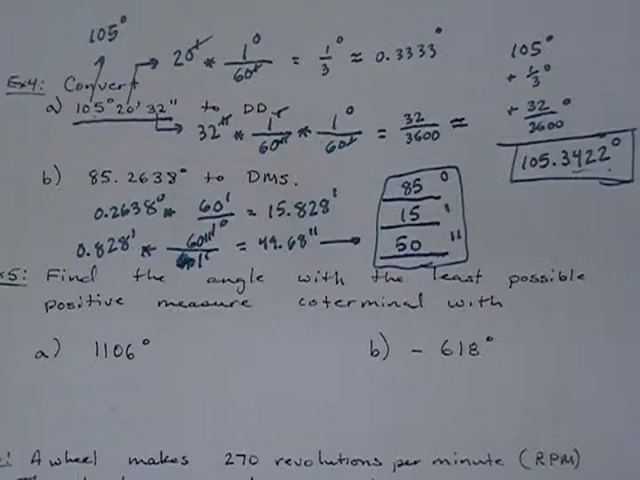 105°
20' * 1°/60' = 1/3° ≈ 0.3333°
Ex4: Convert
a) 105° 20' 32" to DD
32" * 1'/60" * 1°/60' = 32/3600 ≈
105°
+ 1/3°
+ 32/3600°
105.3422°
b) 85.2638° to DMS.
0.2638° * 60'/1° = 15.828'
0.828' * 60"/1' = 49.68"
85°
15'
50"
x5: Find the angle with the least possible
positive measure coterminal with
a) 1106°
b) - 618°
: A wheel makes 270 revolutions per minute (RPM)